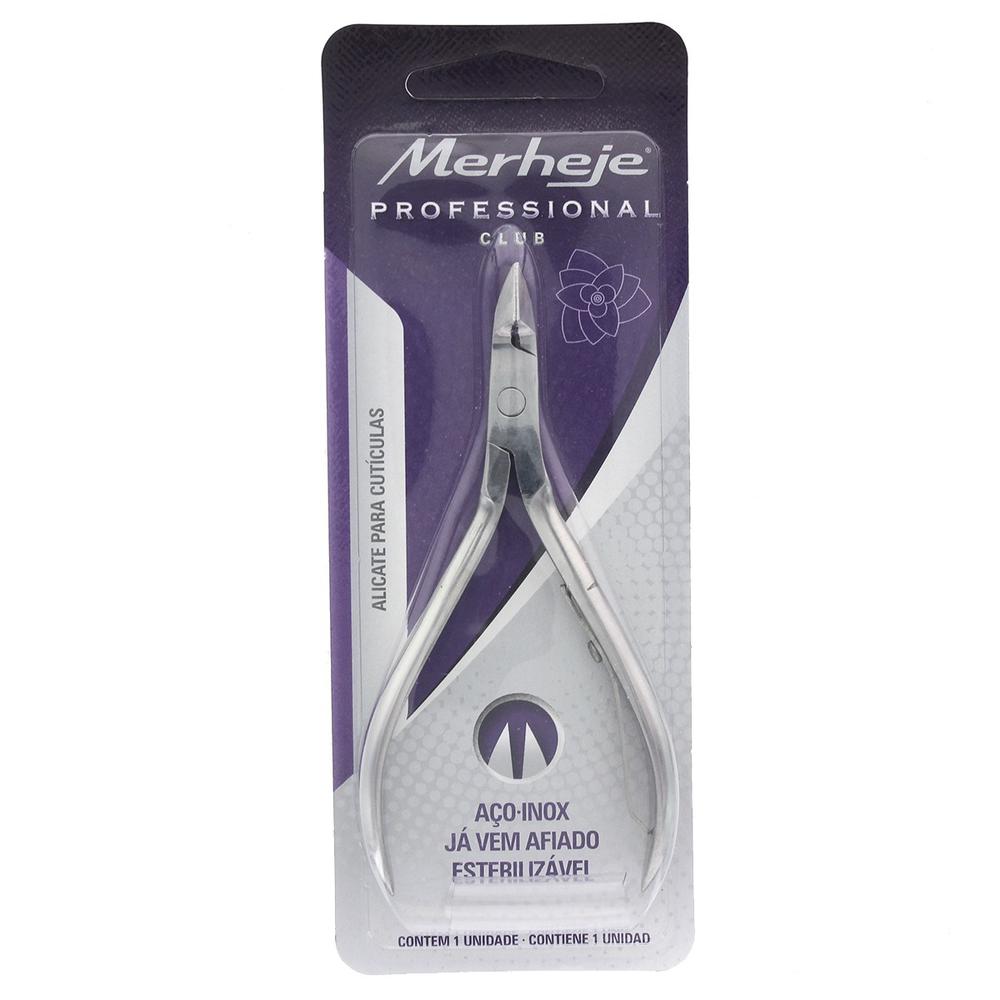 Merheje®
PROFESSIONAL
CLUB
ALICATE PARA CUTÍCULAS
AÇO-INOX
JÁ VEM AFIADO
ESTERILIZÁVEL
CONTEM 1 UNIDADE · CONTIENE 1 UNIDAD